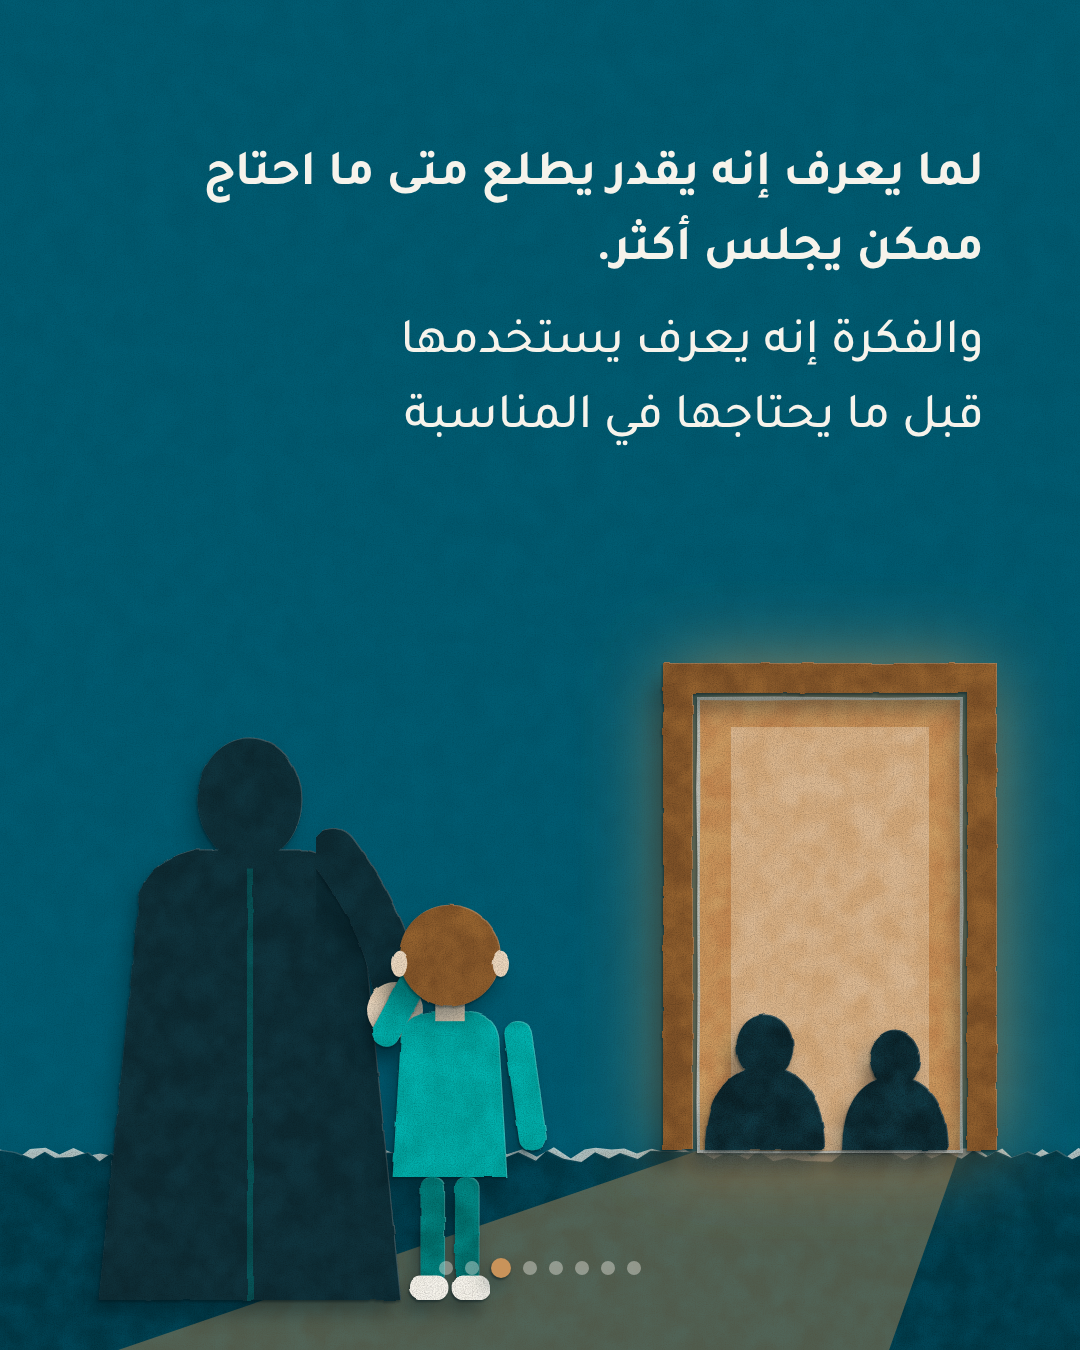 لما يعرف إنه يقدر يطلع متى ما احتاج
ممكن يجلس أكثر.
والفكرة إنه يعرف يستخدمها
قبل ما يحتاجها في المناسبة